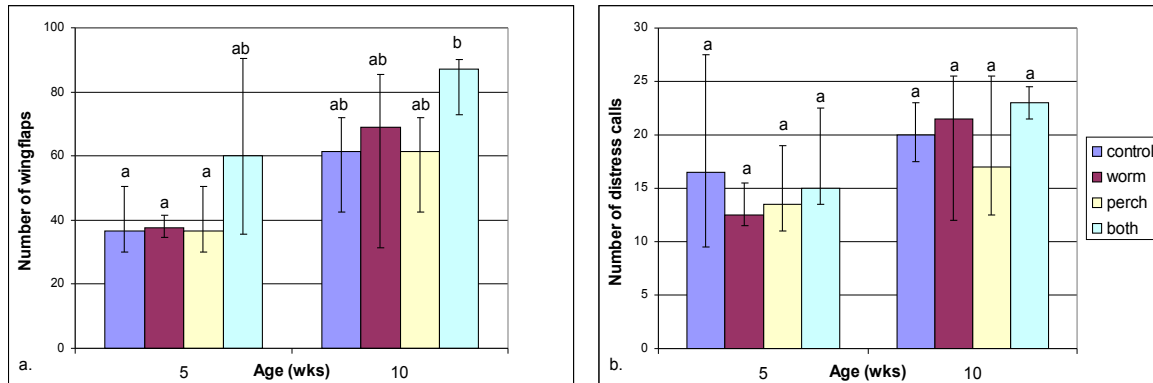 100
80
60
40
20
0
Number of wingflaps
a
a
a
ab
ab
ab
ab
b
a.
5
Age (wks)
10
30
25
20
15
10
5
0
Number of distress calls
a
a
a
a
a
a
a
a
b.
5
Age (wks)
10
control
worm
perch
both